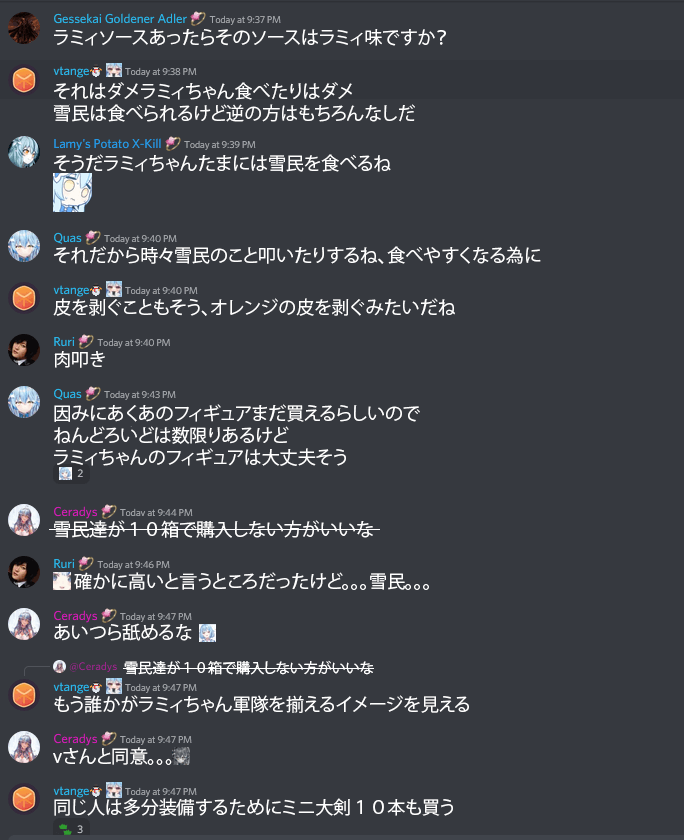 Gessekai Goldener Adler Today at 9:37 PM
ラミィソースあったらそのソースはラミィ味ですか？
vtange Today at 9:38 PM
それはダメラミィちゃん食べたりはダメ
雪民は食べられるけど逆の方はもちろんなしだ
Lamy's Potato X-Kill Today at 9:39 PM
そうだラミィちゃんたまには雪民を食べるね
Quas Today at 9:40 PM
それだから時々雪民のこと叩いたりするね、食べやすくなる為に
vtange Today at 9:40 PM
皮を剥ぐこともそう、オレンジの皮を剥ぐみたいだね
Ruri Today at 9:40 PM
肉叩き
Quas Today at 9:43 PM
因みにあくあのフィギュアまだ買えるらしいので
ねんどろいどは数限りあるけど
ラミィちゃんのフィギュアは大丈夫そう
2
Ceradys Today at 9:44 PM
雪民達が１０箱で購入しない方がいいな
Ruri Today at 9:46 PM
確かに高いと言うところだったけど。。。雪民。。。
Ceradys Today at 9:47 PM
あいつら舐めるな
@Ceradys 雪民達が１０箱で購入しない方がいいな
vtange Today at 9:47 PM
もう誰かがラミィちゃん軍隊を揃えるイメージを見える
Ceradys Today at 9:47 PM
vさんと同意。。。
vtange Today at 9:47 PM
同じ人は多分装備するためにミニ大剣１０本も買う
3